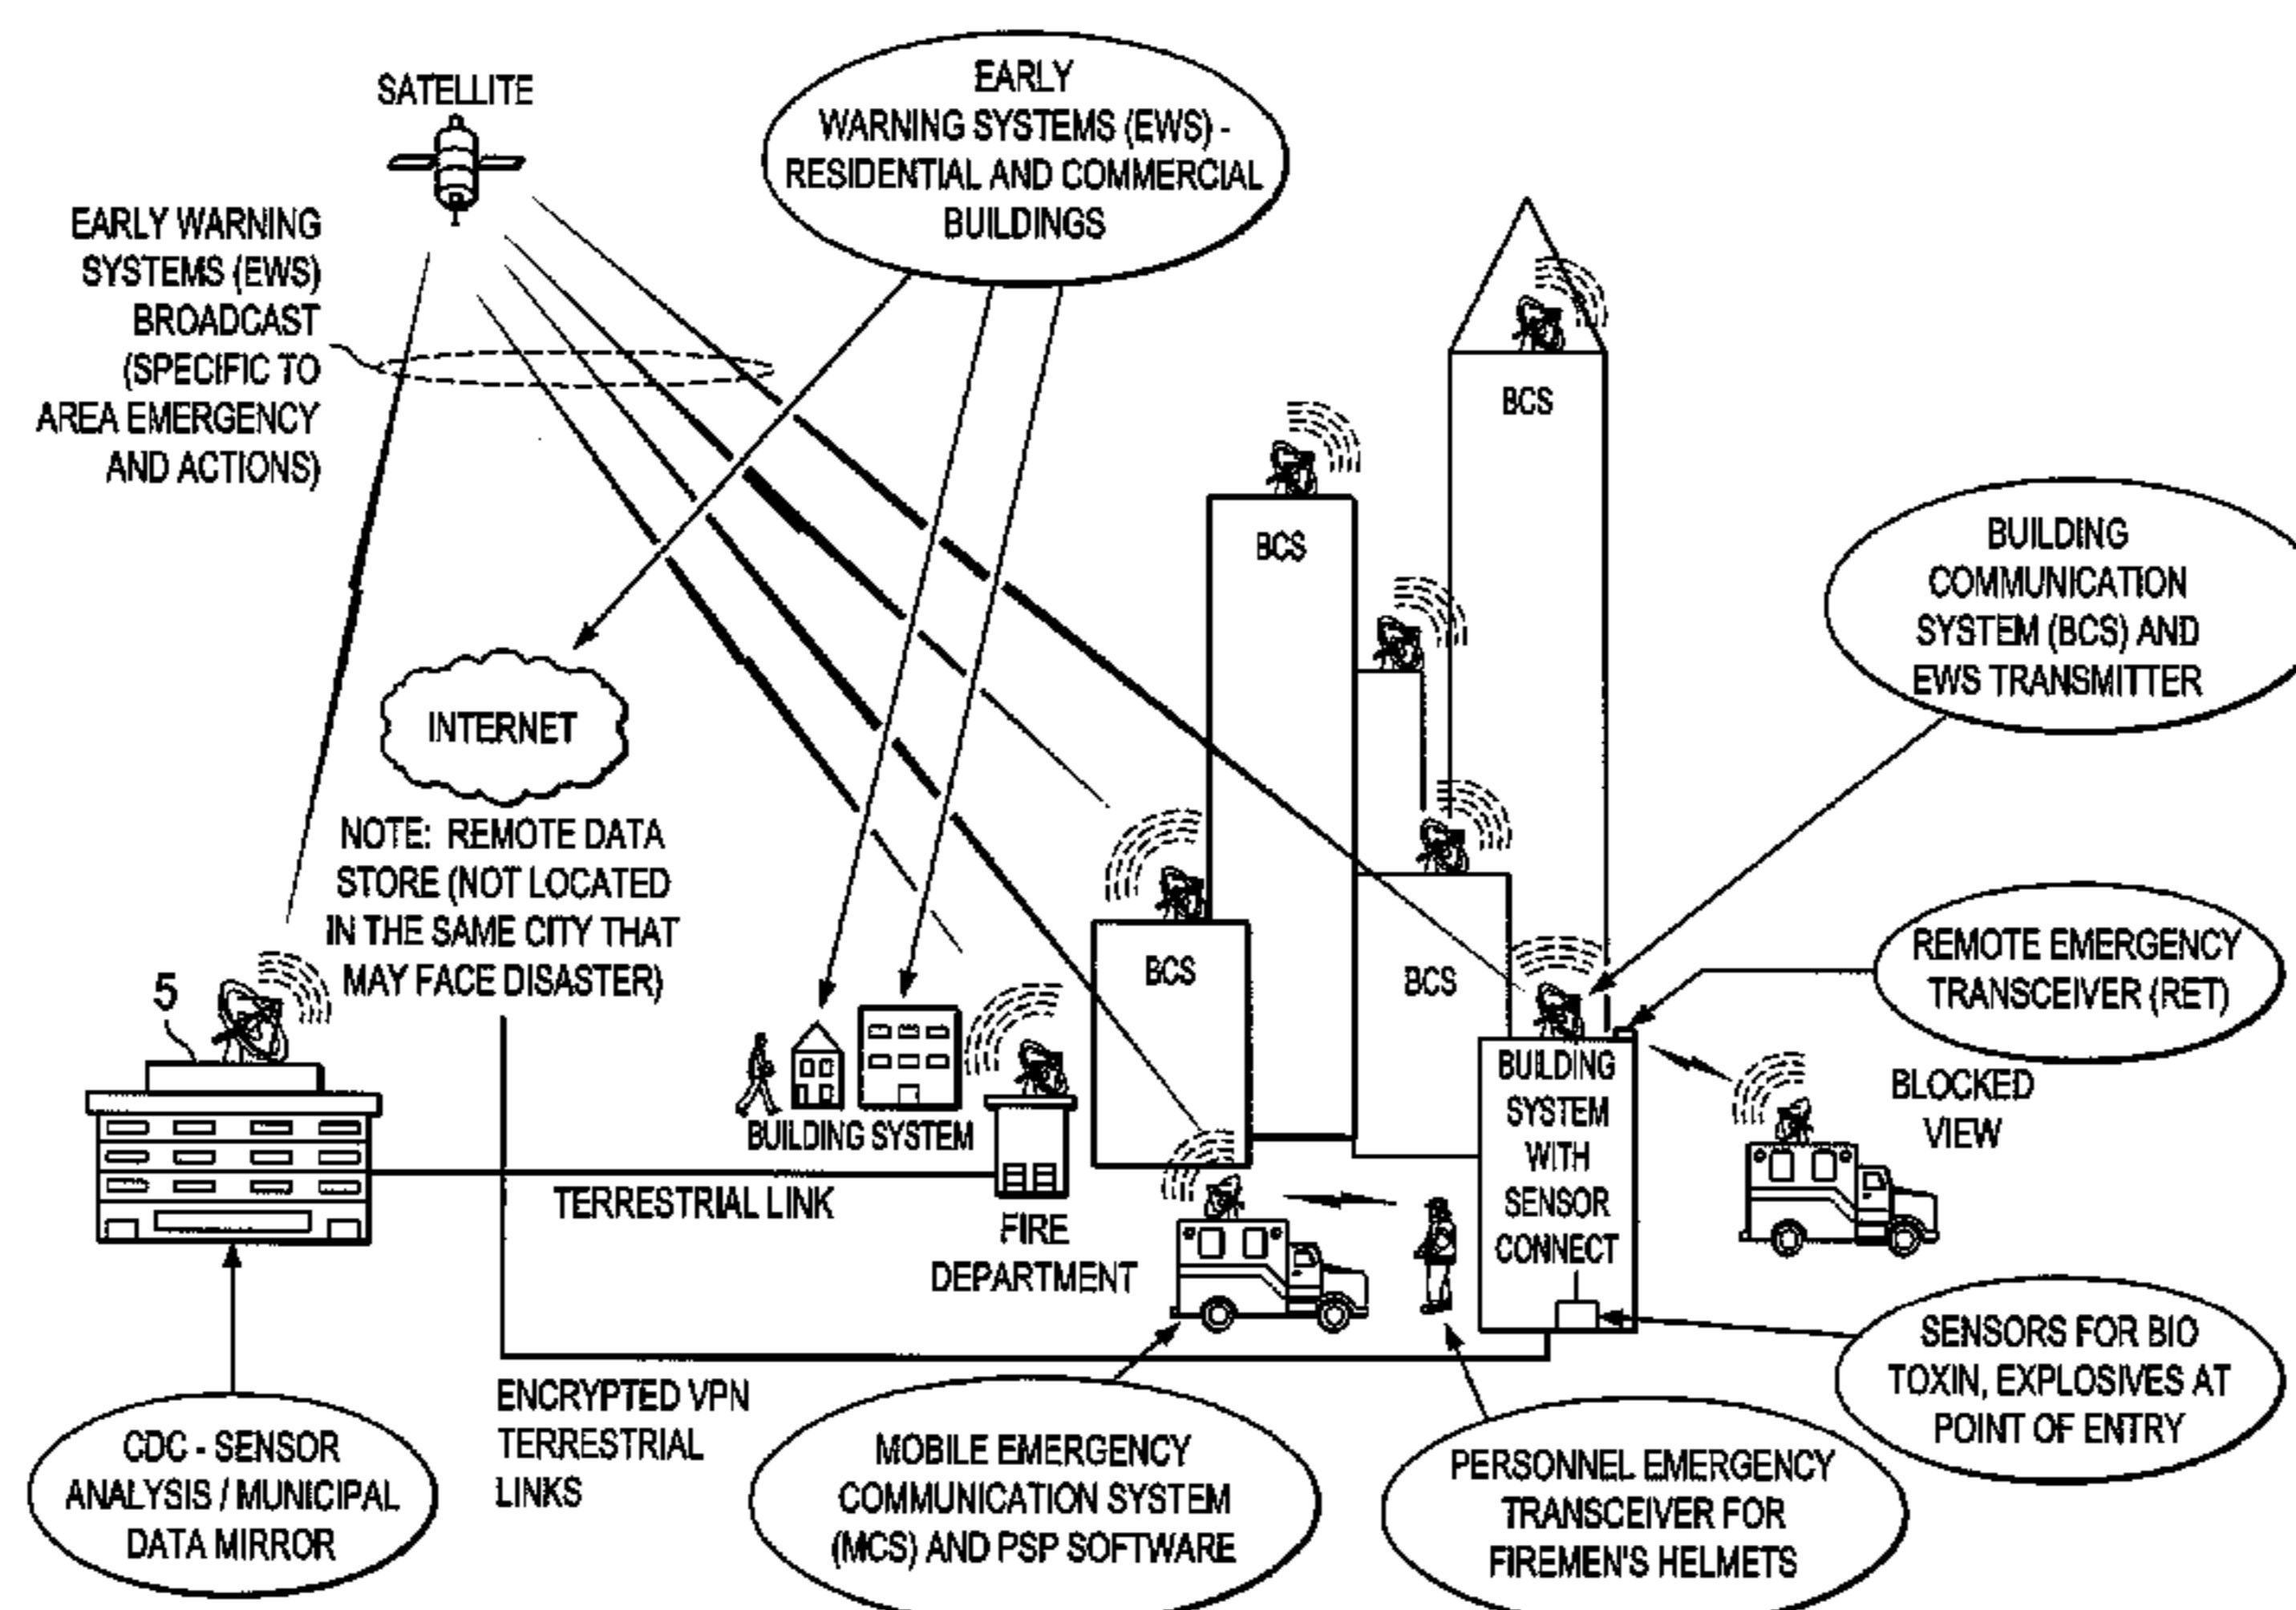 SATELLITE
EARLY
WARNING SYSTEMS (EWS) -
RESIDENTIAL AND COMMERCIAL
BUILDINGS
EARLY WARNING
SYSTEMS (EWS)
BROADCAST
(SPECIFIC TO
AREA EMERGENCY
AND ACTIONS)
BCS
BCS
BUILDING
COMMUNICATION
SYSTEM (BCS) AND
EWS TRANSMITTER
INTERNET
NOTE: REMOTE DATA
STORE (NOT LOCATED
IN THE SAME CITY THAT
MAY FACE DISASTER)
BCS
BCS
REMOTE EMERGENCY
TRANSCEIVER (RET)
5
BUILDING
SYSTEM
WITH
SENSOR
CONNECT
BLOCKED
VIEW
BUILDING SYSTEM
TERRESTRIAL LINK
FIRE
DEPARTMENT
SENSORS FOR BIO
TOXIN, EXPLOSIVES AT
POINT OF ENTRY
ENCRYPTED VPN
TERRESTRIAL
LINKS
CDC - SENSOR
ANALYSIS / MUNICIPAL
DATA MIRROR
MOBILE EMERGENCY
COMMUNICATION SYSTEM
(MCS) AND PSP SOFTWARE
PERSONNEL EMERGENCY
TRANSCEIVER FOR
FIREMEN'S HELMETS